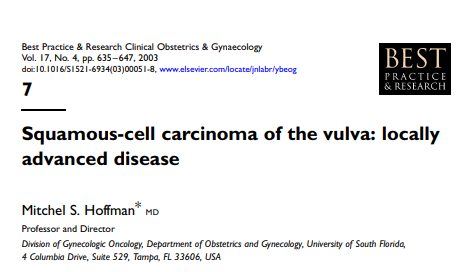 Best Practice & Research Clinical Obstetrics & Gynaecology
Vol. 17, No. 4, pp. 635–647, 2003
doi:10.1016/S1521-6934(03)00051-8, www.elsevier.com/locate/jnlabr/ybeog
BEST
PRACTICE
& RESEARCH
7
Squamous-cell carcinoma of the vulva: locally
advanced disease
Mitchel S. Hoffman* MD
Professor and Director
Division of Gynecologic Oncology, Department of Obstetrics and Gynecology, University of South Florida,
4 Columbia Drive, Suite 529, Tampa, FL 33606, USA